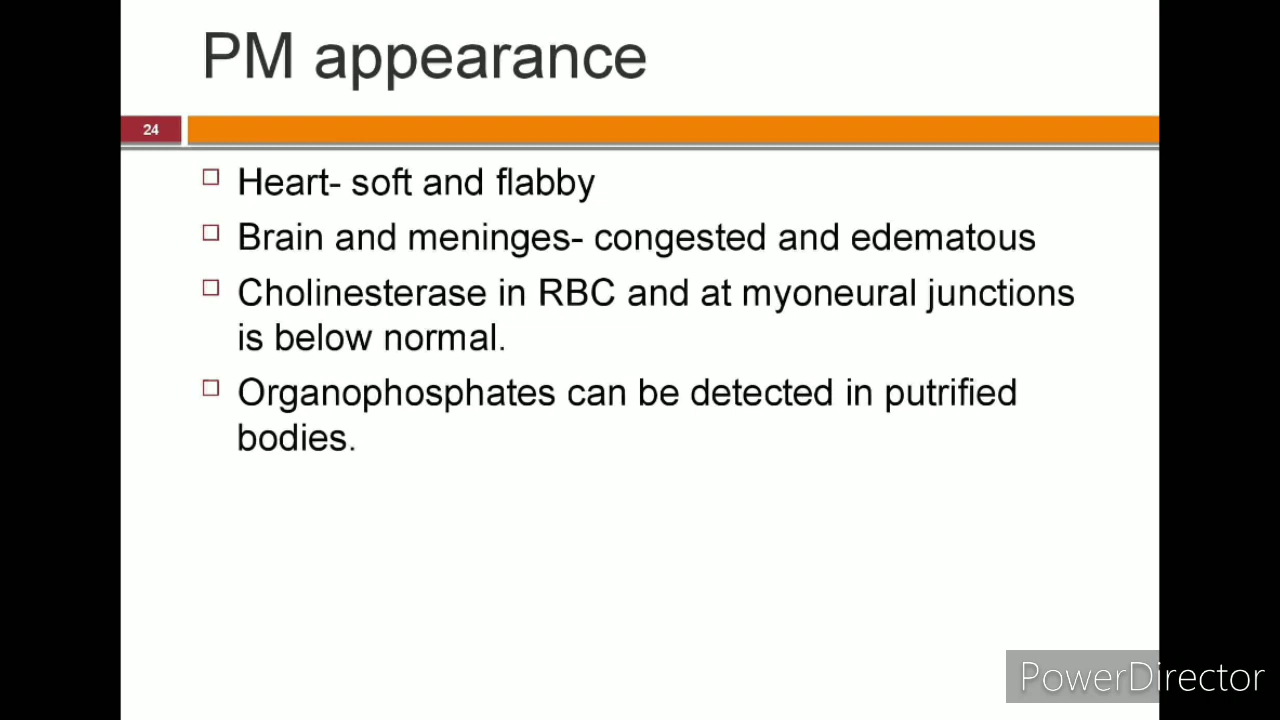 PM appearance
24
Heart- soft and flabby
Brain and meninges- congested and edematous
Cholinesterase in RBC and at myoneural junctions
is below normal.
Organophosphates can be detected in putrified
bodies.
PowerDirector